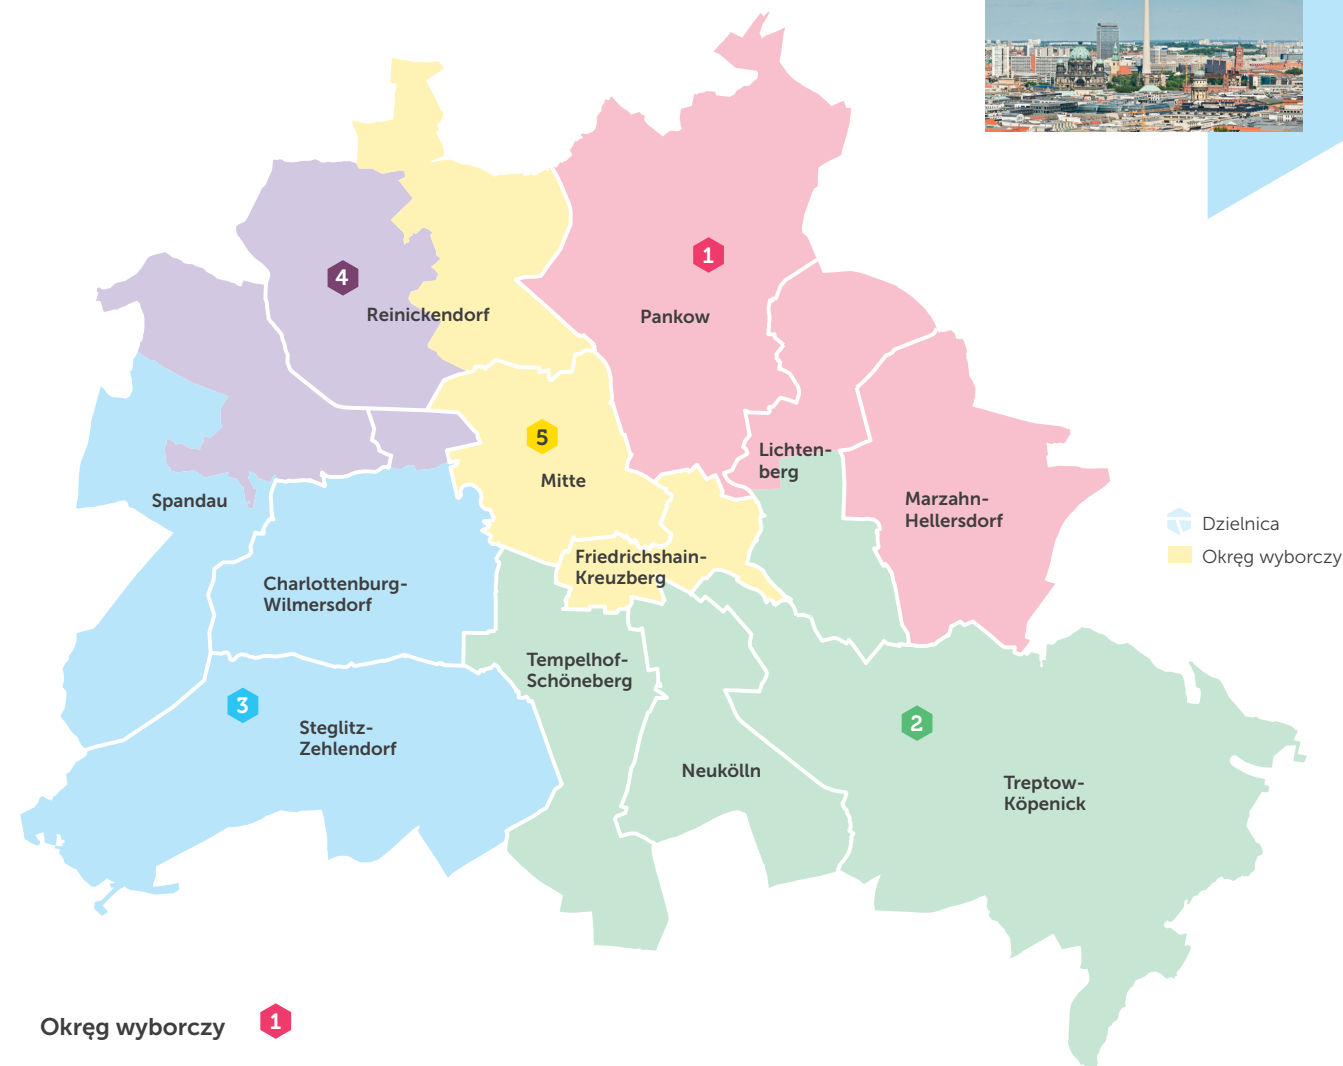 1
4
Reinickendorf
Pankow
5
Mitte
Lichten-
berg
Spandau
Marzahn-
Hellersdorf
Dzielnica
Okręg wyborczy
Friedrichshain-
Kreuzberg
Charlottenburg-
Wilmersdorf
Tempelhof-
Schöneberg
3
2
Steglitz-
Zehlendorf
Neukölln
Treptow-
Köpenick
Okręg wyborczy 1